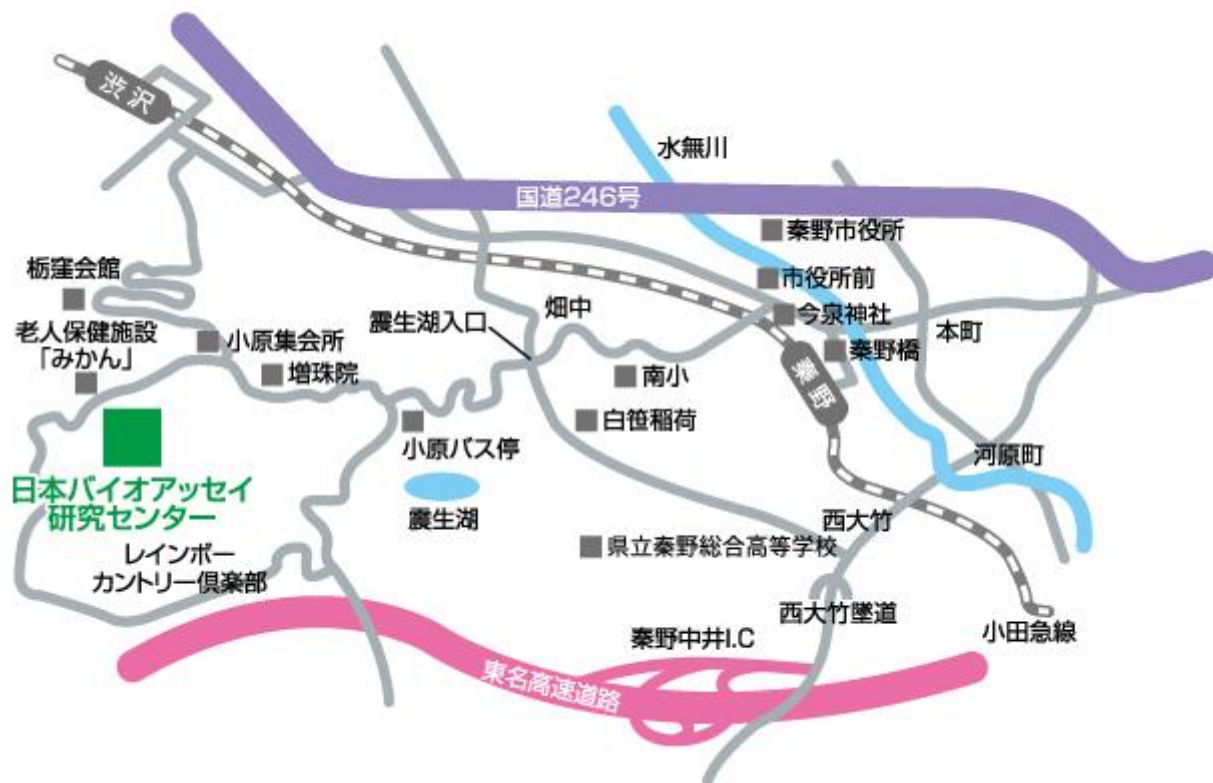 渋沢
水無川
国道246号
秦野市役所
栃窪会館
市役所前
畑中
今泉神社
震生湖入口
本町
老人保健施設
「みかん」
小原集会所
秦野橋
増珠院
南小
秦野
白笹稲荷
小原バス停
河原町
日本バイオアッセイ
研究センター
震生湖
西大竹
レインボー
カントリー倶楽部
県立秦野総合高等学校
西大竹墜道
小田急線
秦野中井I.C
東名高速道路